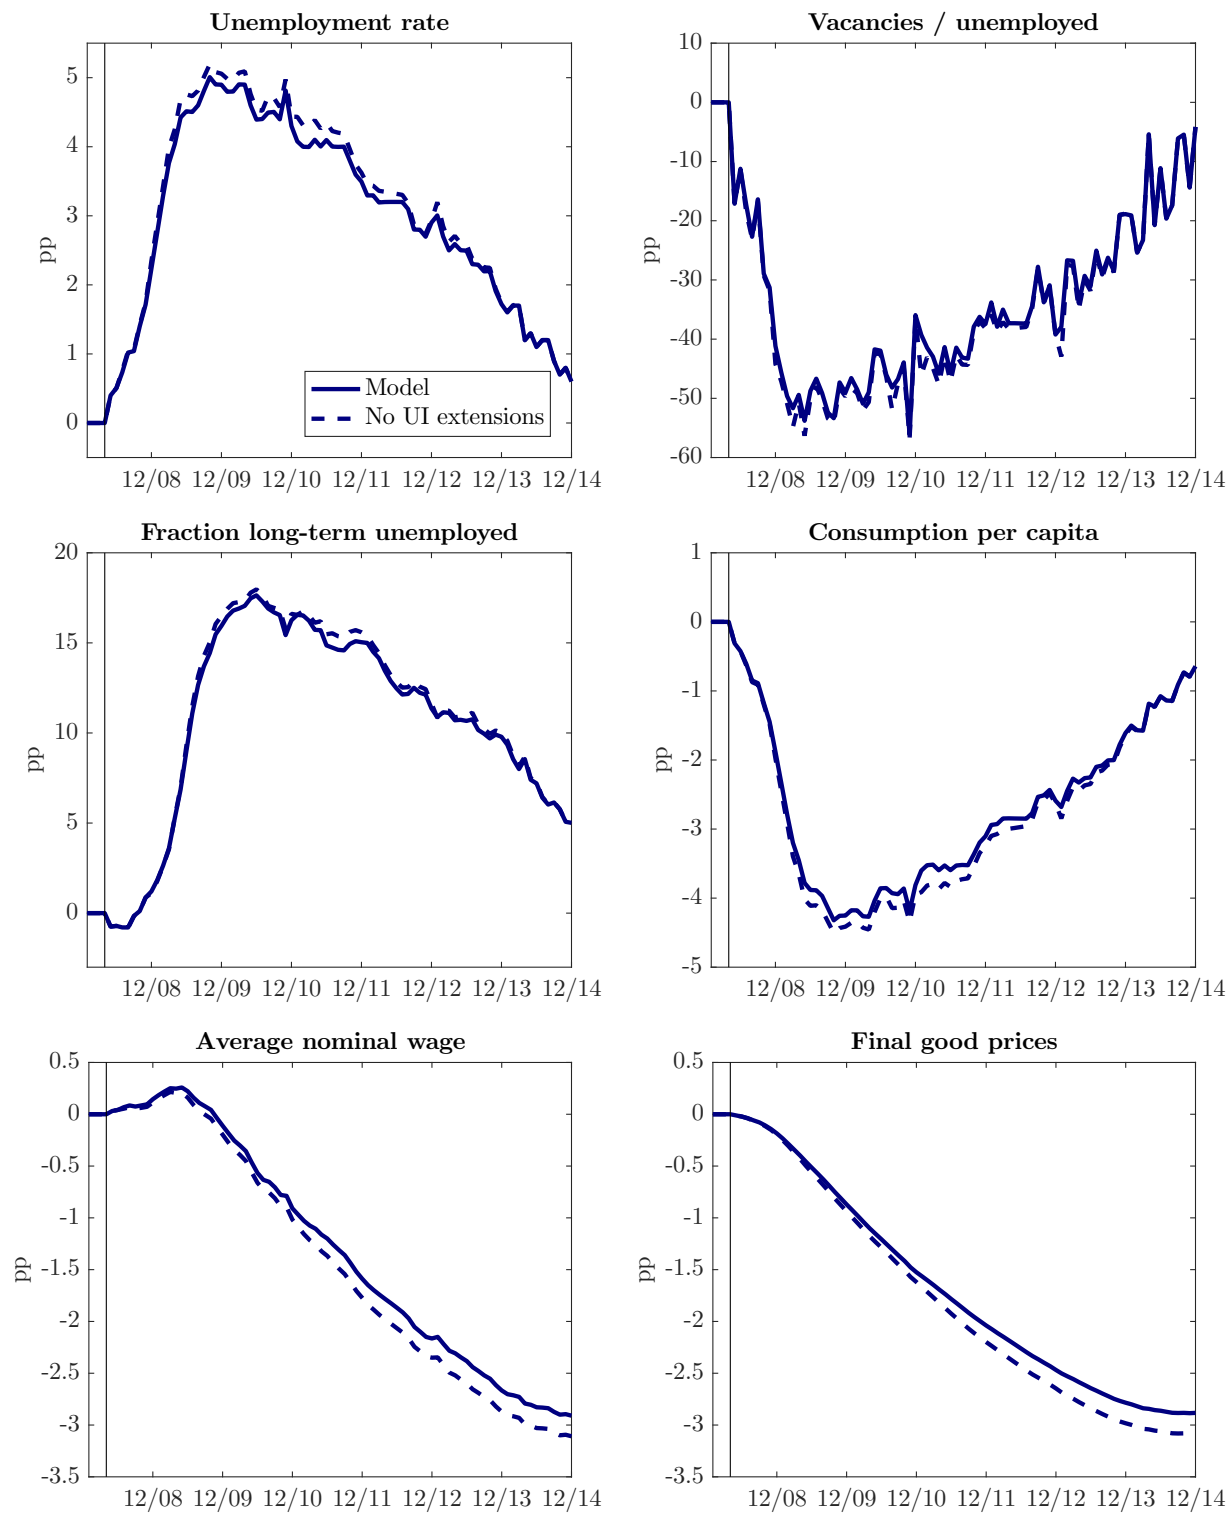 Unemployment rate
5
4
3
2
1
0
pp
Model
No UI extensions
12/08 12/09 12/10 12/11 12/12 12/13 12/14
Vacancies / unemployed
10
0
-10
-20
-30
-40
-50
-60
pp
12/08 12/09 12/10 12/11 12/12 12/13 12/14
Fraction long-term unemployed
20
15
10
5
0
pp
12/08 12/09 12/10 12/11 12/12 12/13 12/14
Consumption per capita
1
0
-1
-2
-3
-4
-5
pp
12/08 12/09 12/10 12/11 12/12 12/13 12/14
Average nominal wage
0.5
0
-0.5
-1
-1.5
-2
-2.5
-3
-3.5
pp
12/08 12/09 12/10 12/11 12/12 12/13 12/14
Final good prices
0.5
0
-0.5
-1
-1.5
-2
-2.5
-3
-3.5
pp
12/08 12/09 12/10 12/11 12/12 12/13 12/14